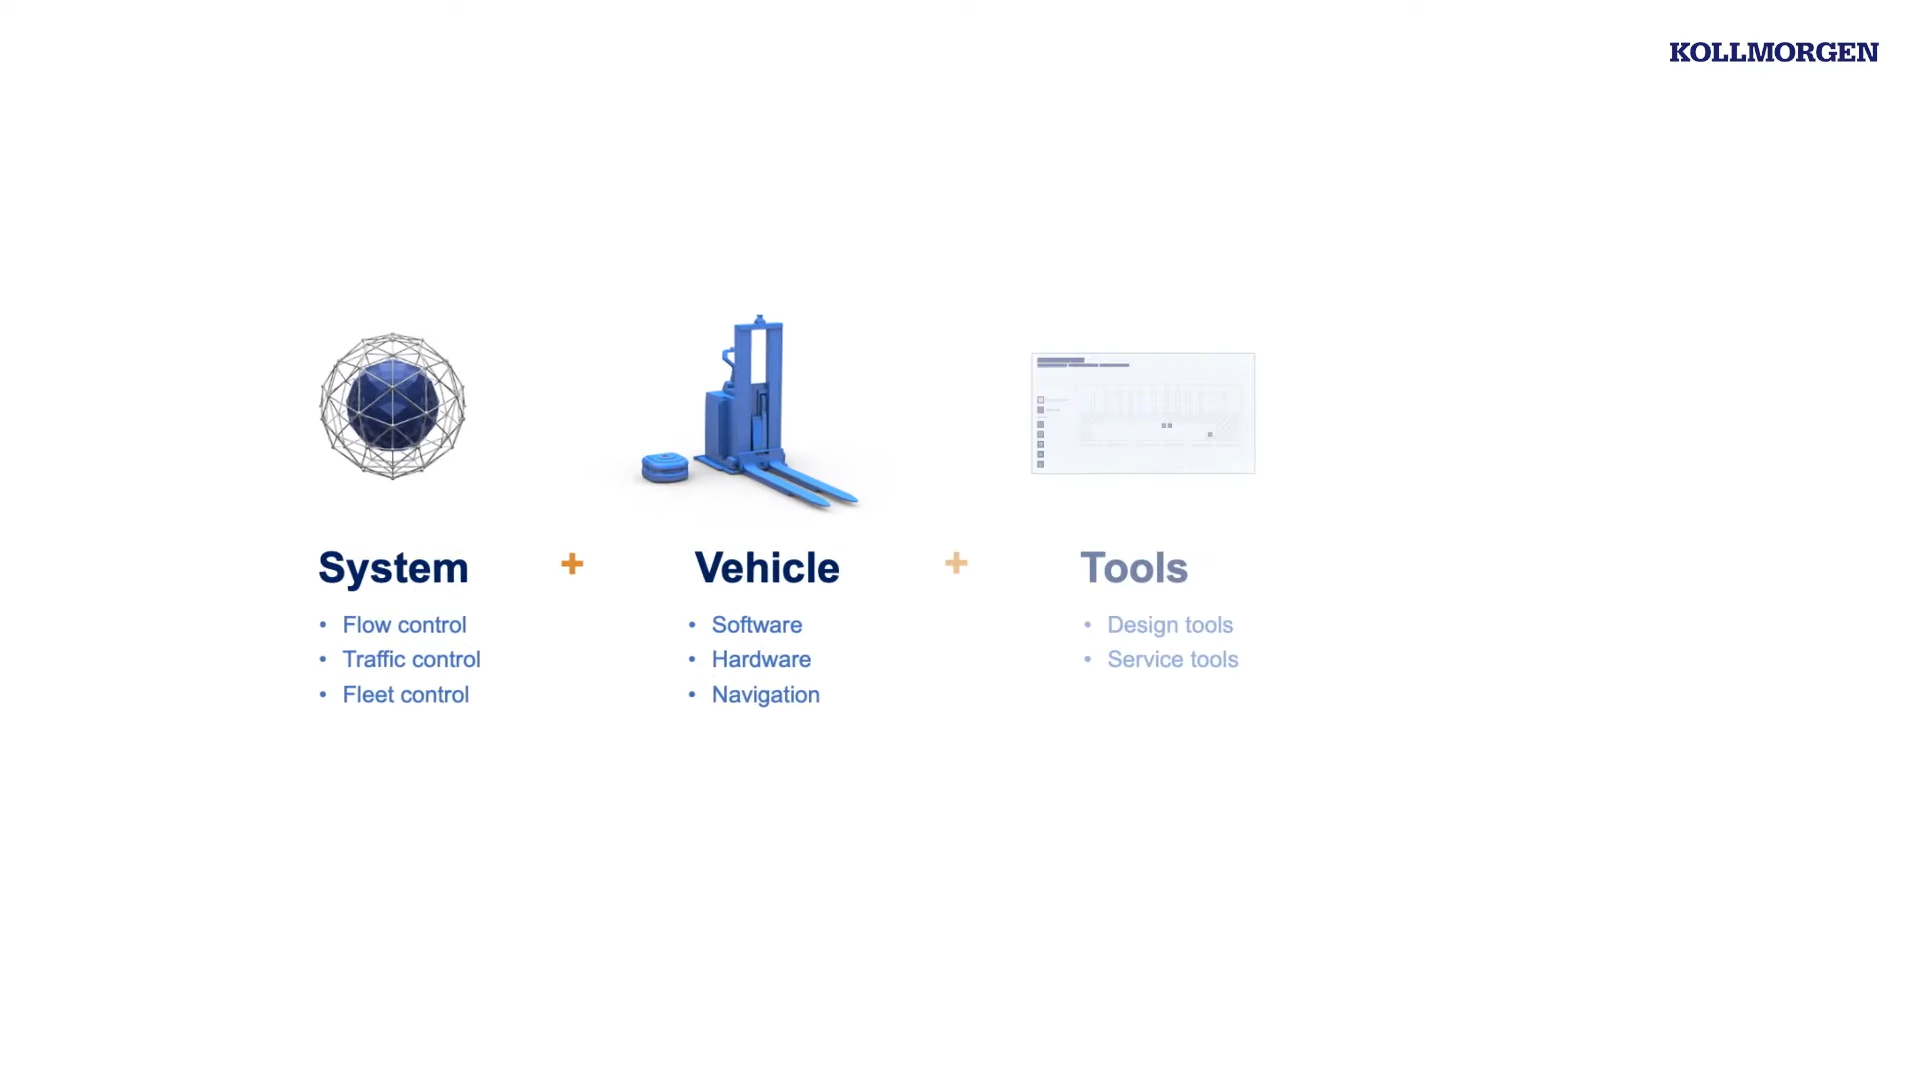 KOLLMORGEN
System + Vehicle + Tools
• Flow control
• Traffic control
• Fleet control
• Software
• Hardware
• Navigation
• Design tools
• Service tools